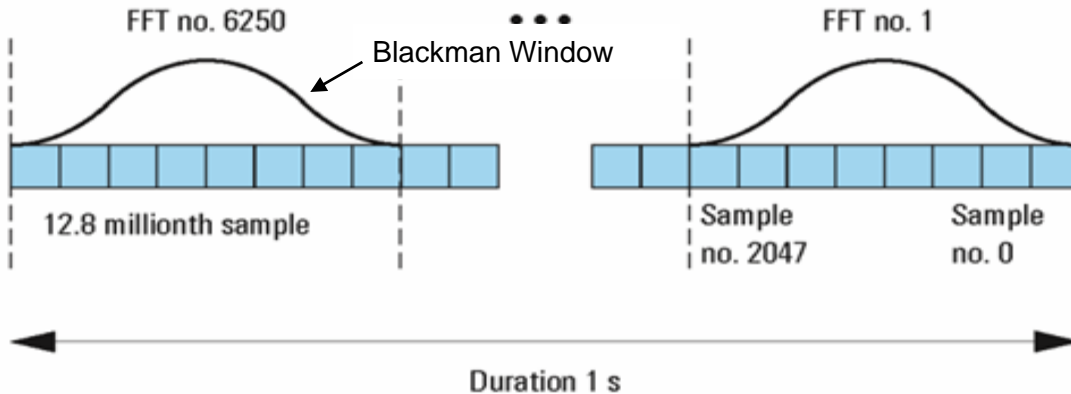 FFT no. 6250
•••
FFT no. 1
Blackman Window
12.8 millionth sample
Sample
no. 2047
Sample
no. 0
Duration 1 s